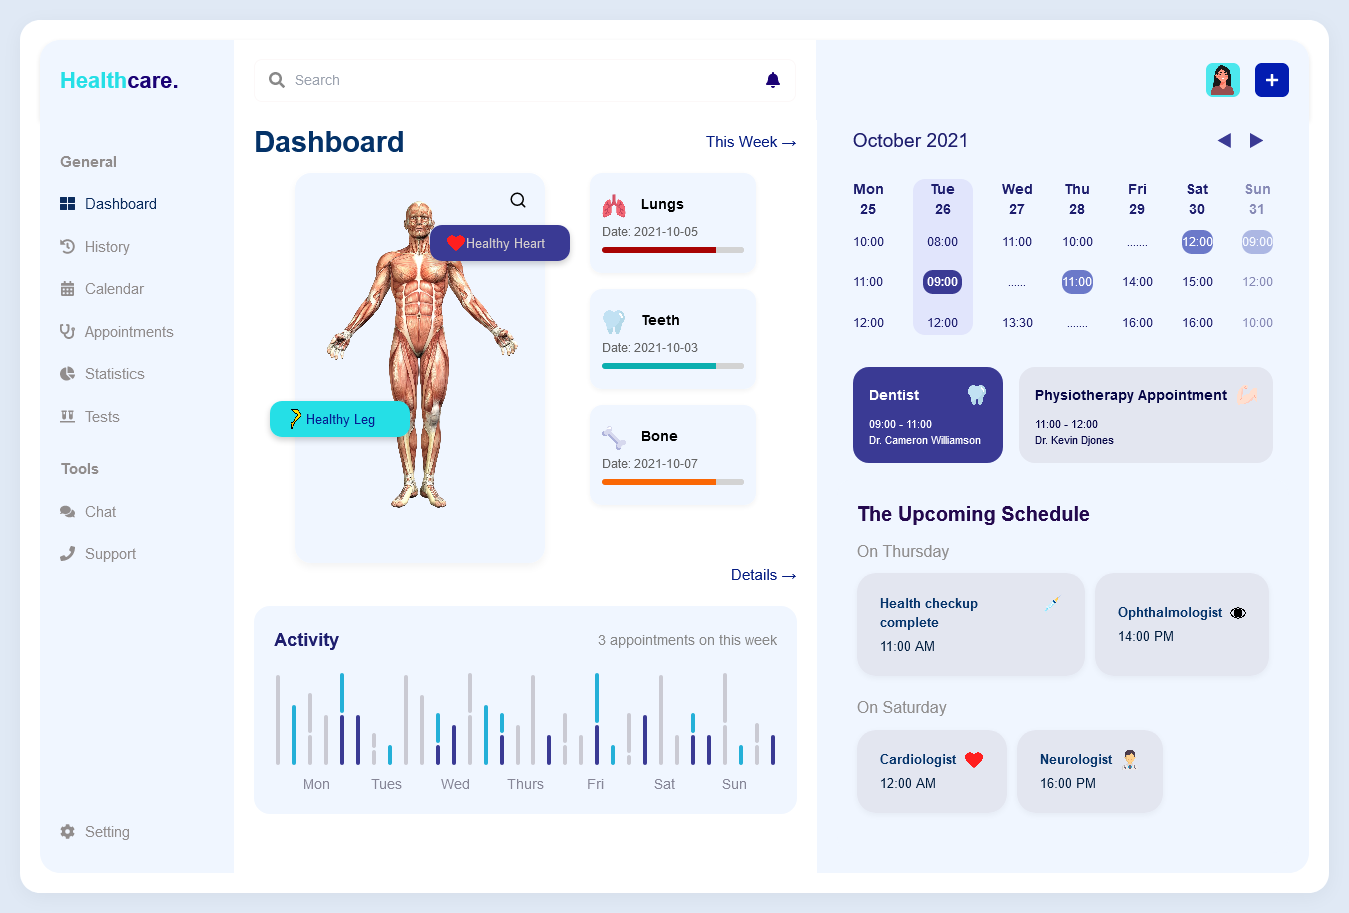 Healthcare.
General
Dashboard
History
Calendar
Appointments
Statistics
Tests
Tools
Chat
Support
Setting
Search
Dashboard
This Week →
Healthy Heart
Healthy Leg
Lungs
Date: 2021-10-05
Teeth
Date: 2021-10-03
Bone
Date: 2021-10-07
Details →
Activity
3 appointments on this week
Mon Tues Wed Thurs Fri Sat Sun
October 2021
Mon Tue Wed Thu Fri Sat Sun
25 26 27 28 29 30 31
10:00 08:00 11:00 10:00 ....... 12:00 09:00
11:00 09:00 ...... 11:00 14:00 15:00 12:00
12:00 12:00 13:30 ....... 16:00 16:00 10:00
Dentist
09:00 - 11:00
Dr. Cameron Williamson
Physiotherapy Appointment
11:00 - 12:00
Dr. Kevin Djones
The Upcoming Schedule
On Thursday
Health checkup
complete
11:00 AM
Ophthalmologist
14:00 PM
On Saturday
Cardiologist
12:00 AM
Neurologist
16:00 PM